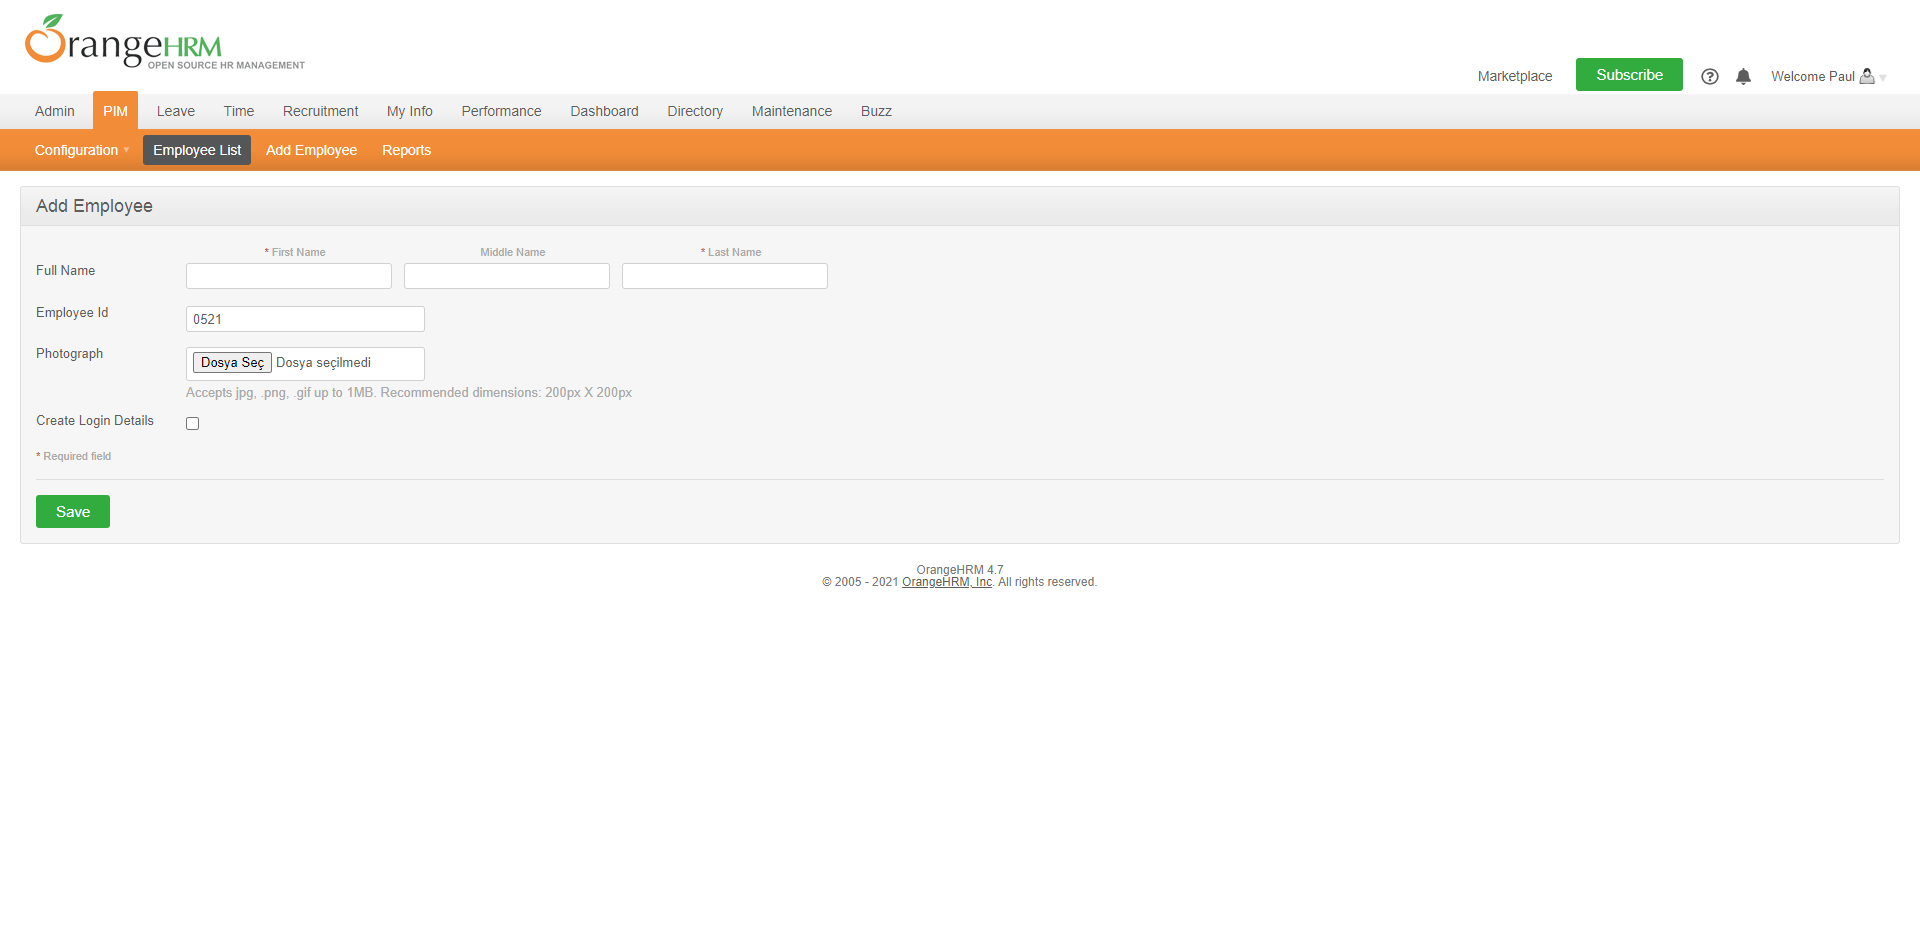 OrangeHRM
OPEN SOURCE HR MANAGEMENT
Marketplace Subscribe ? Welcome Paul
Admin PIM Leave Time Recruitment My Info Performance Dashboard Directory Maintenance Buzz
Configuration Employee List Add Employee Reports
Add Employee
* First Name Middle Name * Last Name
Full Name
Employee Id 0521
Photograph Dosya Seç Dosya seçilmedi
Accepts jpg, .png, .gif up to 1MB. Recommended dimensions: 200px X 200px
Create Login Details
* Required field
Save
OrangeHRM 4.7
© 2005 - 2021 OrangeHRM, Inc. All rights reserved.